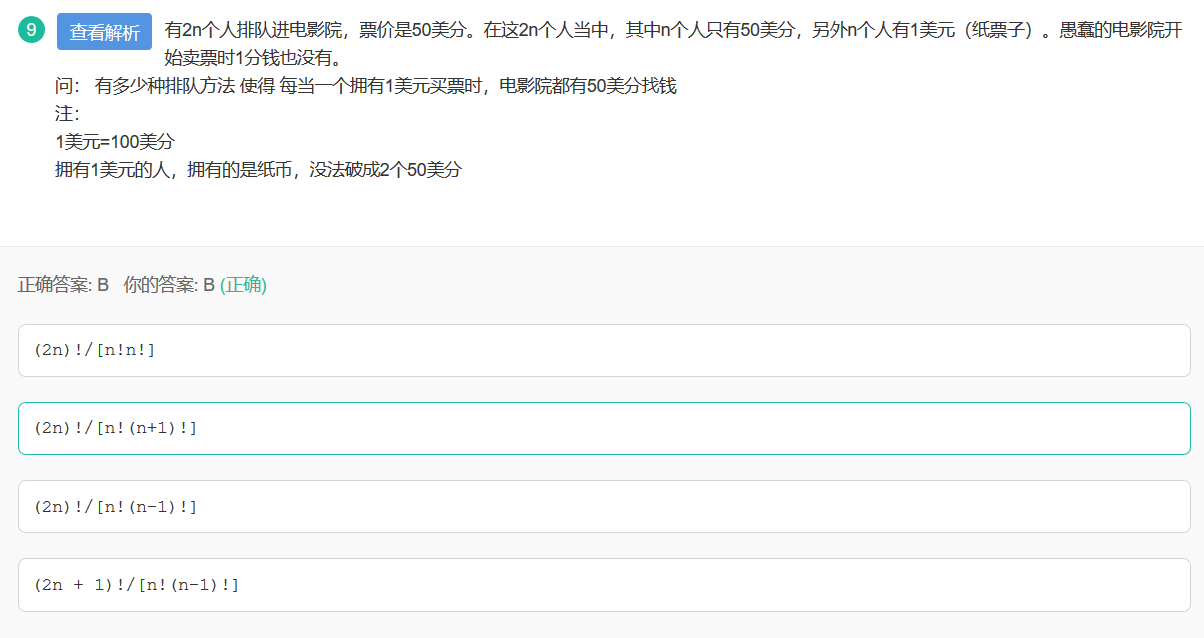 9 查看解析 有2n个人排队进电影院，票价是50美分。在这2n个人当中，其中n个人只有50美分，另外n个人有1美元（纸票子）。愚蠢的电影院开
始卖票时1分钱也没有。
问： 有多少种排队方法 使得 每当一个拥有1美元买票时，电影院都有50美分找钱
注：
1美元=100美分
拥有1美元的人，拥有的是纸币，没法破成2个50美分
正确答案: B 你的答案: B (正确)
(2n)!/[n!n!]
(2n)!/[n!(n+1)!]
(2n)!/[n!(n-1)!]
(2n + 1)!/[n!(n-1)!]